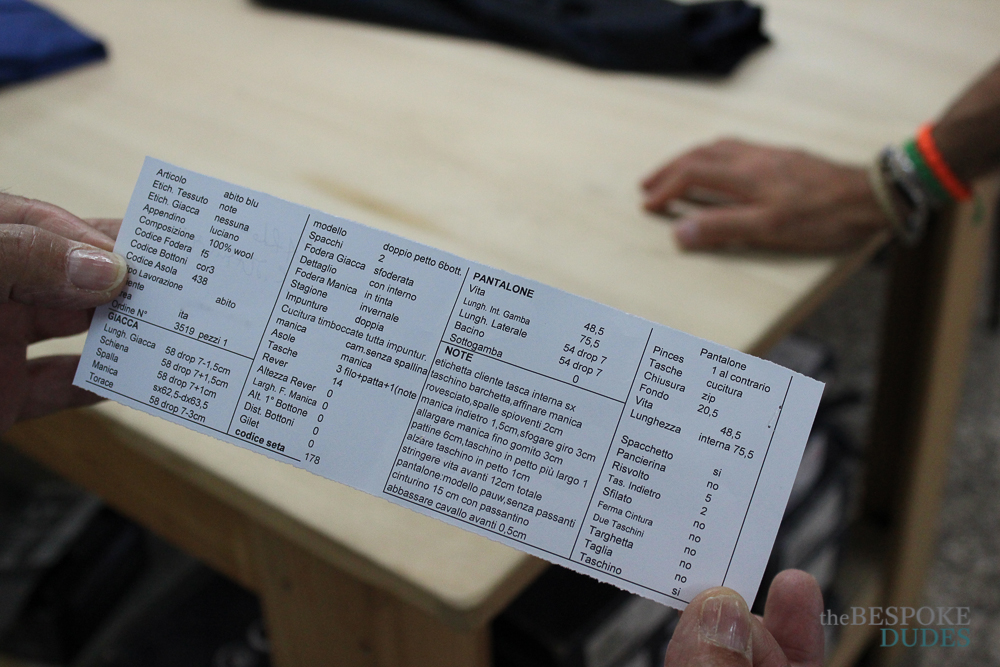 Articolo abito blu
Etich. Tessuto note
Etich. Giacca nessuna
Appendino luciano
Composizione 100% wool
Codice Fodera f5
Codice Bottoni cor3
Codice Asola 438
po Lavorazione
ente abito
ea
Ordine N° ita
3519 pezzi 1
GIACCA
Lungh. Giacca 58 drop 7-1,5cm
Schiena 58 drop 7+1,5cm
Spalla 58 drop 7+1cm
Manica sx62,5-dx63,5
Torace 58 drop 7-3cm
modello doppio petto 6bott.
Spacchi 2
Fodera Giacca sfoderata
Dettaglio con interno
Fodera Manica in tinta
Stagione invernale
Impunture doppia
Cucitura timboccate tutta impuntur.
manica cam.senza spallina
Asole manica
Tasche 3 filo+patta+1(note
Rever 14
Altezza Rever 0
Largh. F. Manica 0
Alt. 1° Bottone 0
Dist. Bottoni 0
Gilet 0
codice seta 178
PANTALONE
Vita 48,5
Lungh. Int. Gamba 75,5
Lungh. Laterale 54 drop 7
Bacino 54 drop 7
Sottogamba 0
NOTE
etichetta cliente tasca interna sx
taschino barchetta,affinare manica
rovesciato,spalle spioventi 2cm
manica indietro 1,5cm,sfogare giro 3cm
allargare manica fino gomito 3cm
pattine 6cm,taschino in petto più largo 1
alzare taschino in petto 1cm
stringere vita avanti 12cm totale
pantalone:modello pauw,senza passanti
cinturino 15 cm con passantino
abbassare cavallo avanti 0,5cm
Pantalone
Pinces 1 al contrario
Tasche cucitura
Chiusura zip
Fondo 20,5
Vita 48,5
Lunghezza interna 75,5
Spacchetto si
Pancierina no
Risvolto 5
Tas. Indietro 2
Sfilato no
Ferma Cintura no
Due Taschini no
Targhetta no
Taglia no
Taschino si
theBESPOKE
DUDES